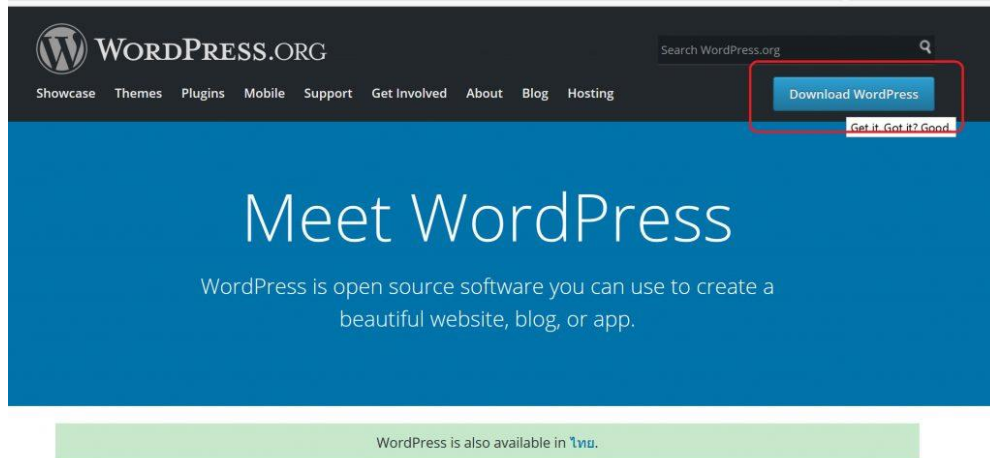 WORDPRESS.ORG
Search WordPress.org
Showcase Themes Plugins Mobile Support Get Involved About Blog Hosting
Download WordPress
Get it. Got it? Good.
Meet WordPress
WordPress is open source software you can use to create a
beautiful website, blog, or app.
WordPress is also available in ไทย.